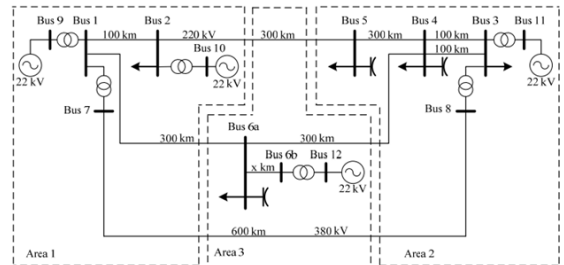 Bus 9 Bus 1 Bus 2 Bus 5 Bus 4 Bus 3 Bus 11
100 km 220 kV 300 km 300 km 100 km
Bus 10 100 km
22 kV 22 kV 22 kV
Bus 7 Bus 8
Bus 6a
300 km 300 km
Bus 6b Bus 12
x km
22 kV
600 km 380 kV
Area 1 Area 3 Area 2